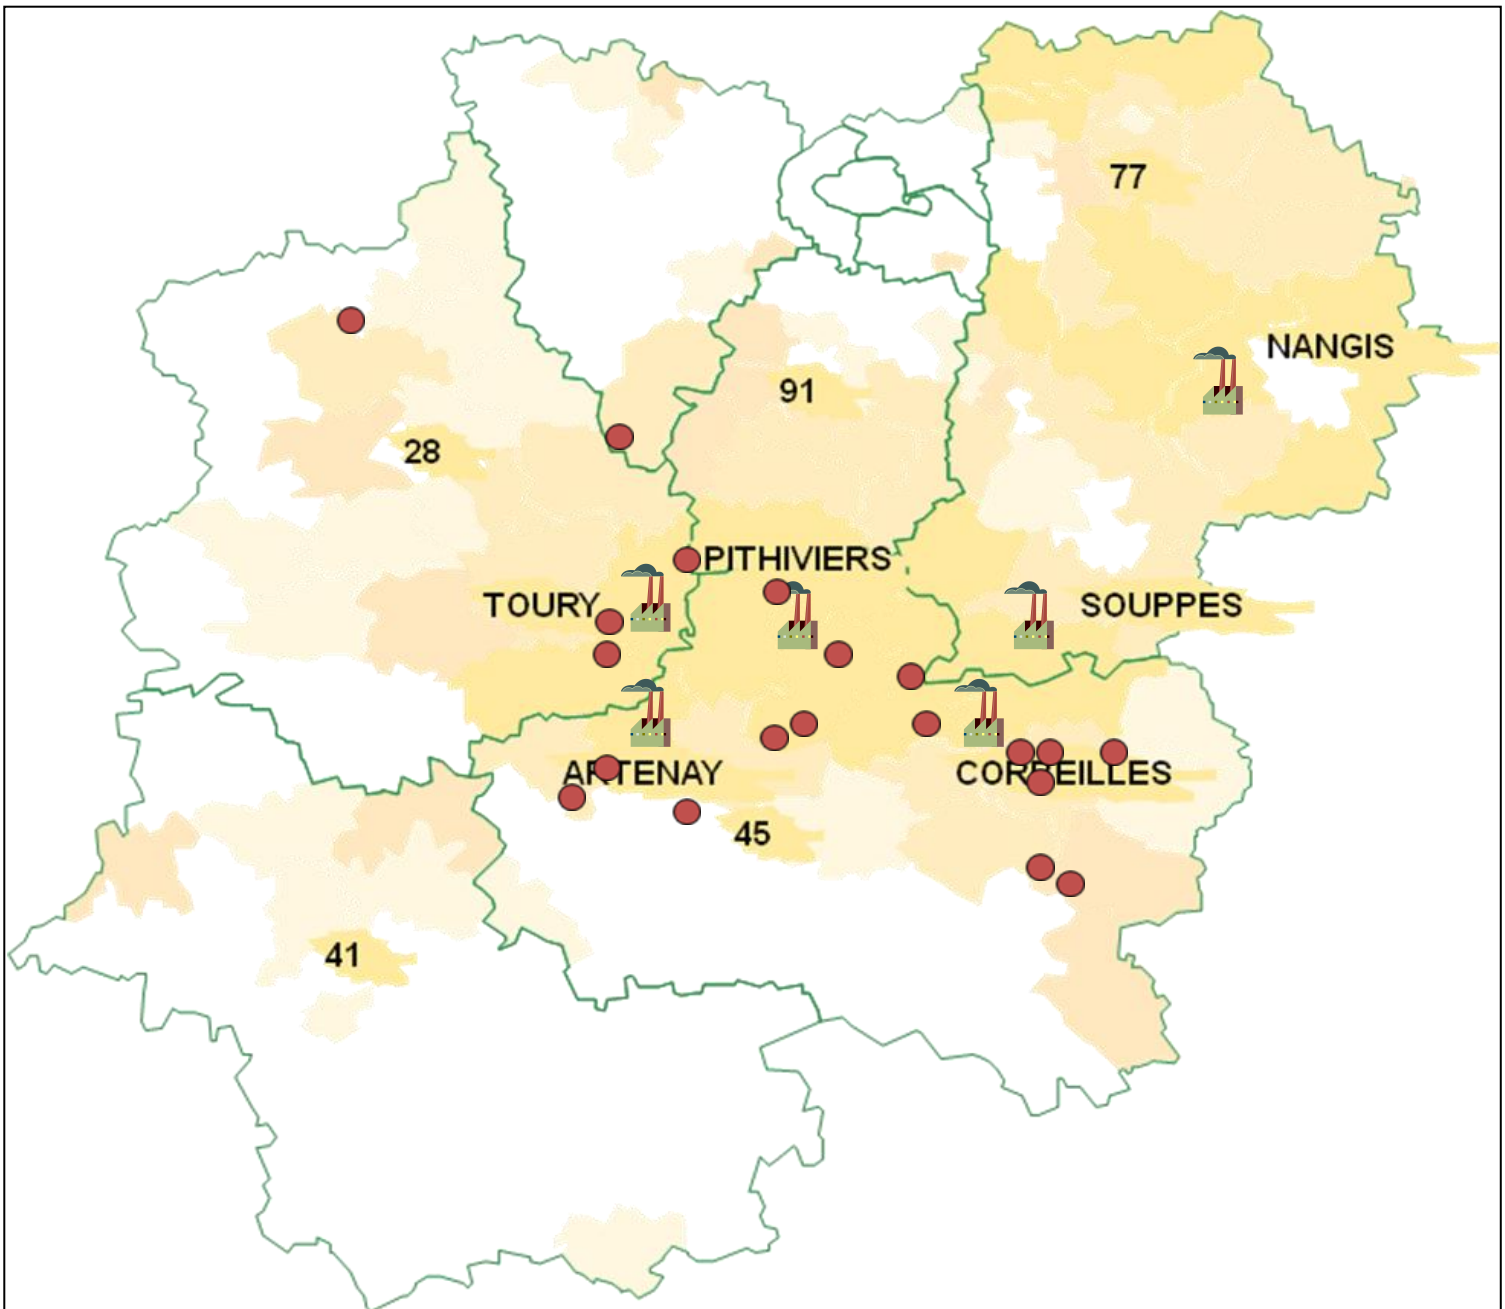 77
NANGIS
91
28
PITHIVIERS
TOURY
SOUPPES
ARTENAY
CORBEILLES
45
41